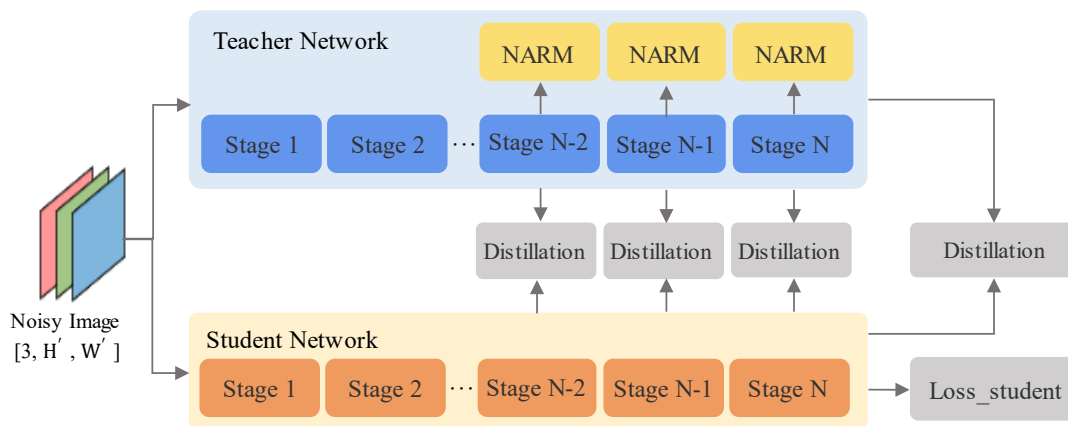 Teacher Network
NARM NARM NARM
Stage 1 Stage 2 ... Stage N-2 Stage N-1 Stage N
Distillation Distillation Distillation Distillation
Noisy Image
[3, H′, W′]
Student Network
Stage 1 Stage 2 ... Stage N-2 Stage N-1 Stage N
Loss_student